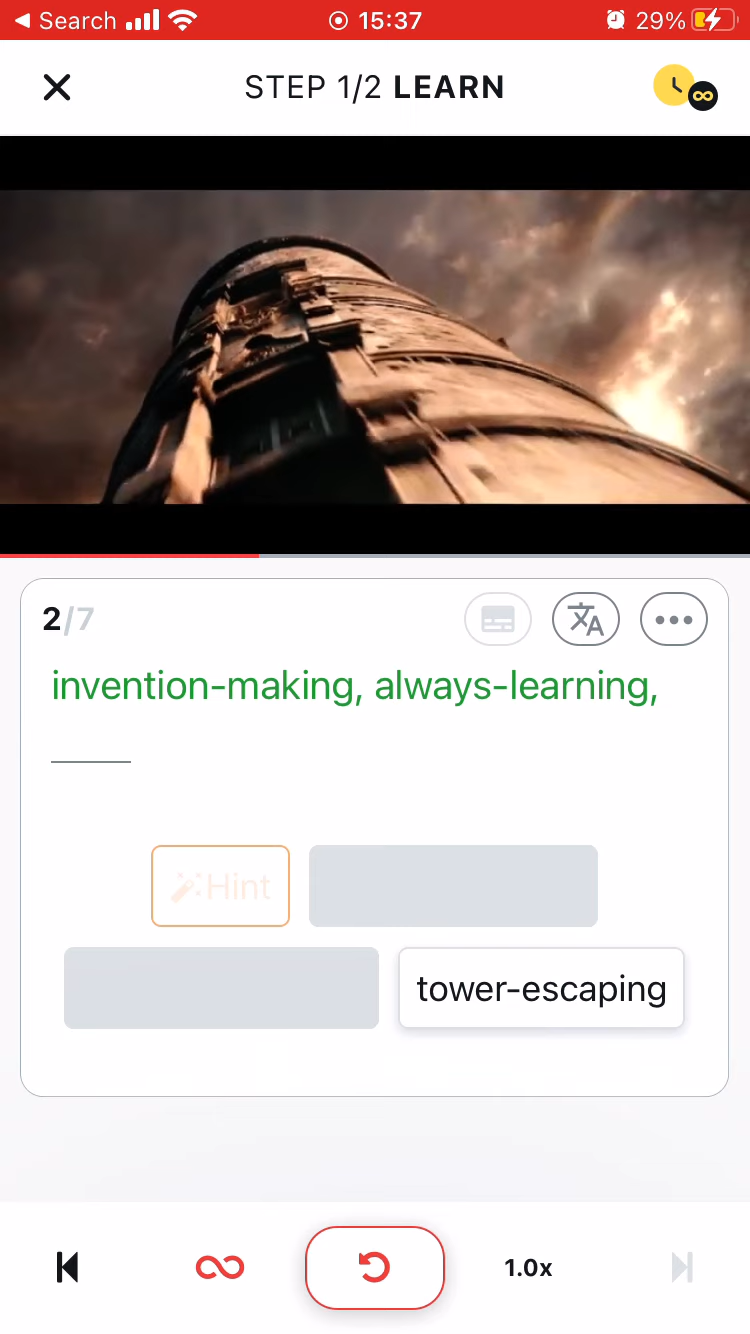 Search 15:37 29%
STEP 1/2 LEARN
2/7
invention-making, always-learning,
Hint
tower-escaping
1.0x